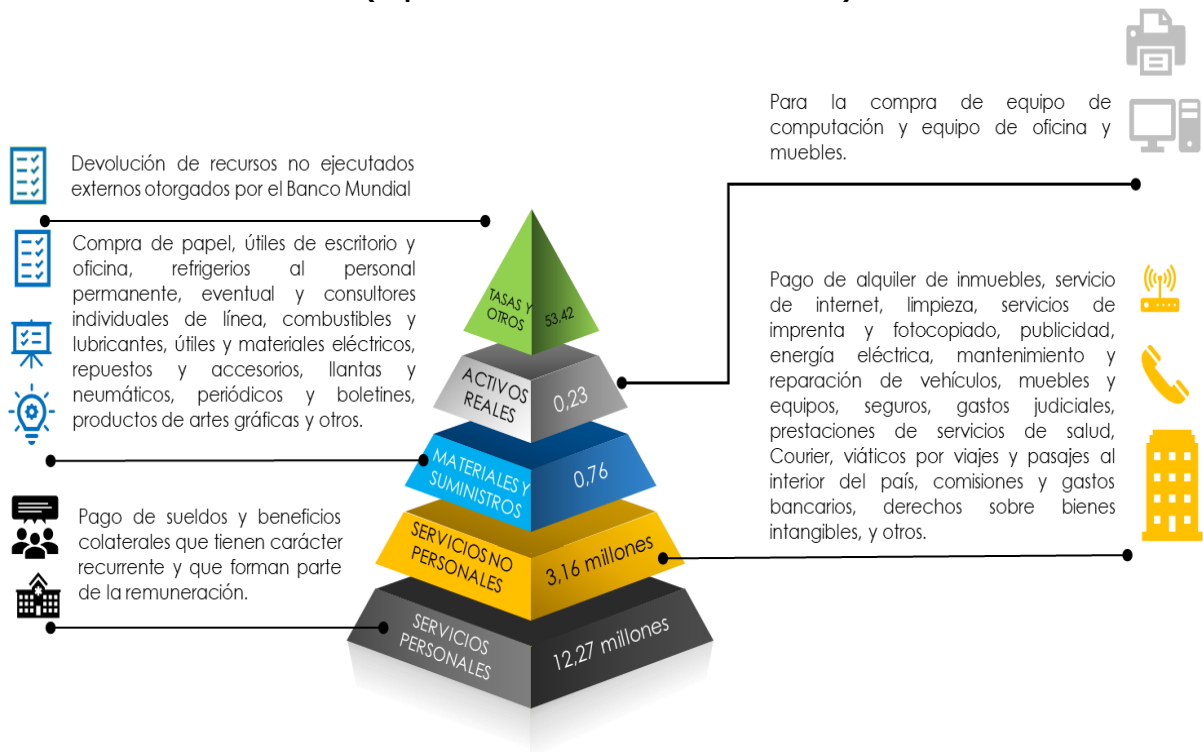 Para la compra de equipo de
computación y equipo de oficina y
muebles.
Devolución de recursos no ejecutados
externos otorgados por el Banco Mundial
Compra de papel, útiles de escritorio y
oficina, refrigerios al personal
permanente, eventual y consultores
individuales de línea, combustibles y
lubricantes, útiles y materiales eléctricos,
repuestos y accesorios, llantas y
neumáticos, periódicos y boletines,
productos de artes gráficas y otros.
Pago de sueldos y beneficios
colaterales que tienen carácter
recurrente y que forman parte
de la remuneración.
TASAS Y
OTROS
53,42
ACTIVOS
REALES
0,23
MATERIALES Y
SUMINISTROS
0,76
SERVICIOS NO
PERSONALES
3,16 millones
SERVICIOS
PERSONALES
12,27 millones
Pago de alquiler de inmuebles, servicio
de internet, limpieza, servicios de
imprenta y fotocopiado, publicidad,
energía eléctrica, mantenimiento y
reparación de vehículos, muebles y
equipos, seguros, gastos judiciales,
prestaciones de servicios de salud,
Courier, viáticos por viajes y pasajes al
interior del país, comisiones y gastos
bancarios, derechos sobre bienes
intangibles, y otros.